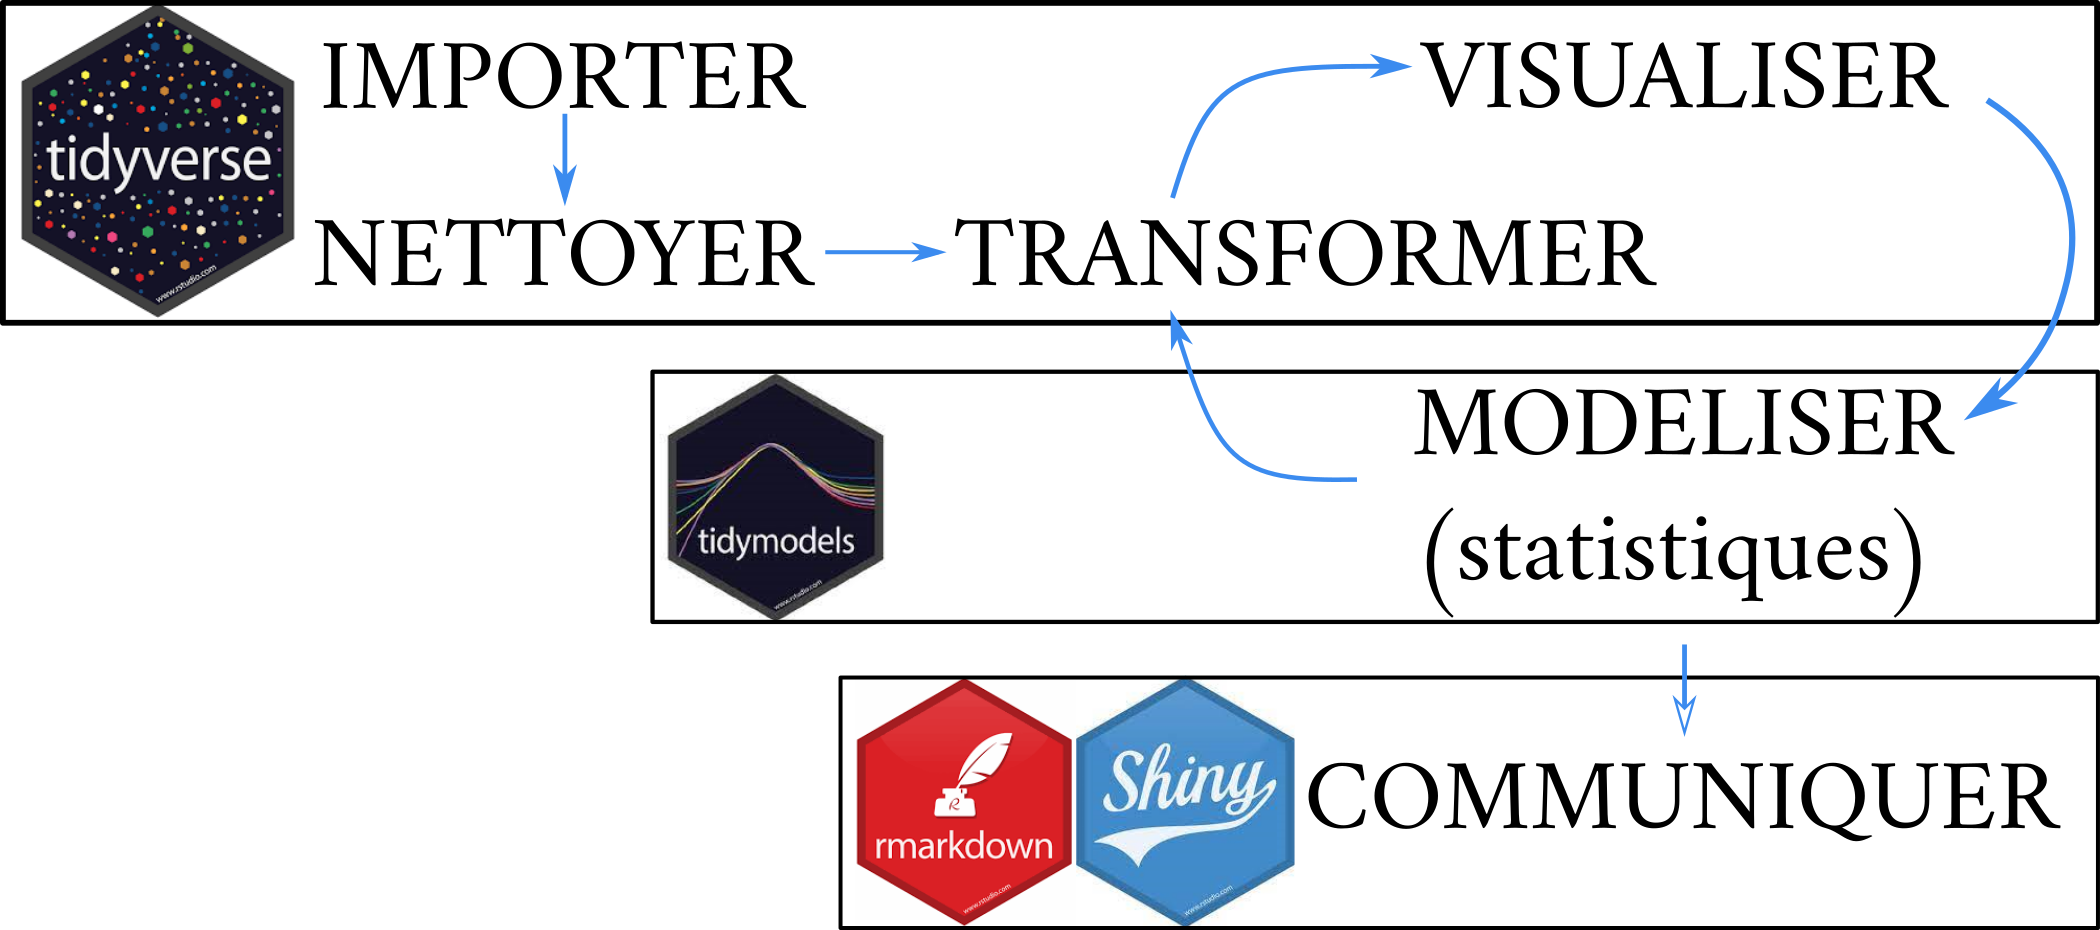 tidyverse
www.rstudio.com
IMPORTER
VISUALISER
NETTOYER
TRANSFORMER
tidymodels
www.rstudio.com
MODELISER
(statistiques)
rmarkdown
www.rstudio.com
Shiny
www.rstudio.com
COMMUNIQUER